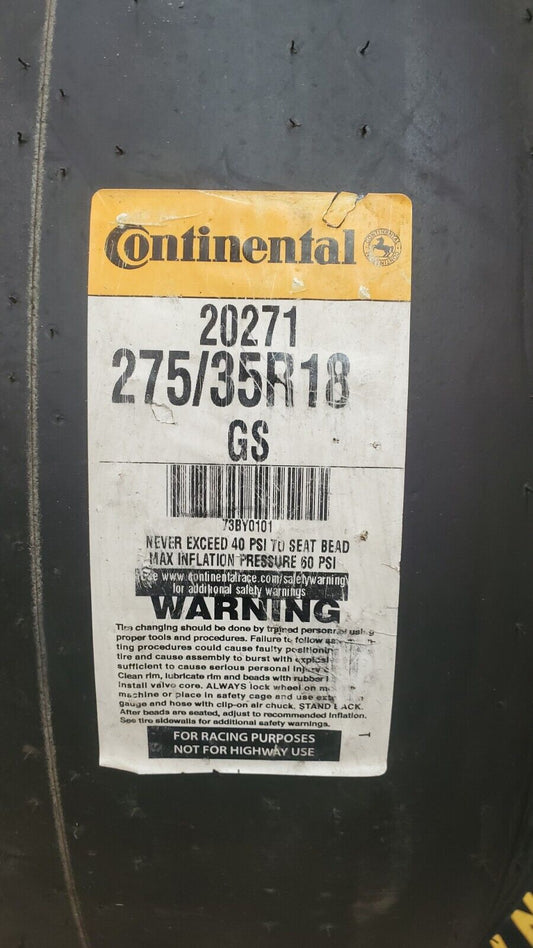 Continental
20271
275/35R18
GS
73BY0101
NEVER EXCEED 40 PSI TO SEAT BEAD
MAX INFLATION PRESSURE 60 PSI
See www.continentalrace.com/safetywarning
for additional safety warnings
WARNING
Tire changing should be done by trained personnel using
proper tools and procedures. Failure to follow
ting procedures could cause faulty positioning
tire and cause assembly to burst with
sufficient to cause serious personal
Clean rim, lubricate rim and beads with rubber
install valve core. ALWAYS lock wheel on
machine or place in safety cage and use
gauge and hose with clip-on air chuck. STAND BACK.
After beads are seated, adjust to recommended inflation.
See tire sidewalls for additional safety warnings.
FOR RACING PURPOSES
NOT FOR HIGHWAY USE
T
N